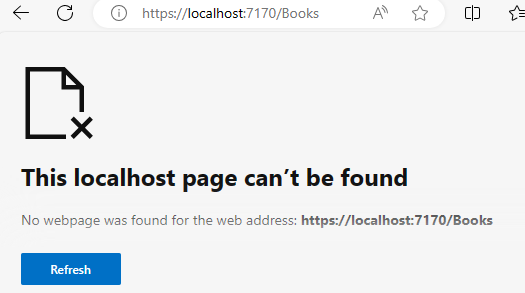 https://localhost:7170/Books
This localhost page can’t be found
No webpage was found for the web address: https://localhost:7170/Books
Refresh